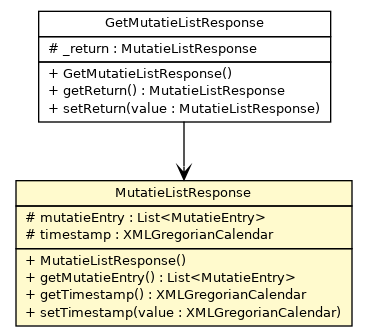 GetMutatieListResponse
# _return : MutatieListResponse
+ GetMutatieListResponse()
+ getReturn() : MutatieListResponse
+ setReturn(value : MutatieListResponse)
MutatieListResponse
# mutatieEntry : List<MutatieEntry>
# timestamp : XMLGregorianCalendar
+ MutatieListResponse()
+ getMutatieEntry() : List<MutatieEntry>
+ getTimestamp() : XMLGregorianCalendar
+ setTimestamp(value : XMLGregorianCalendar)